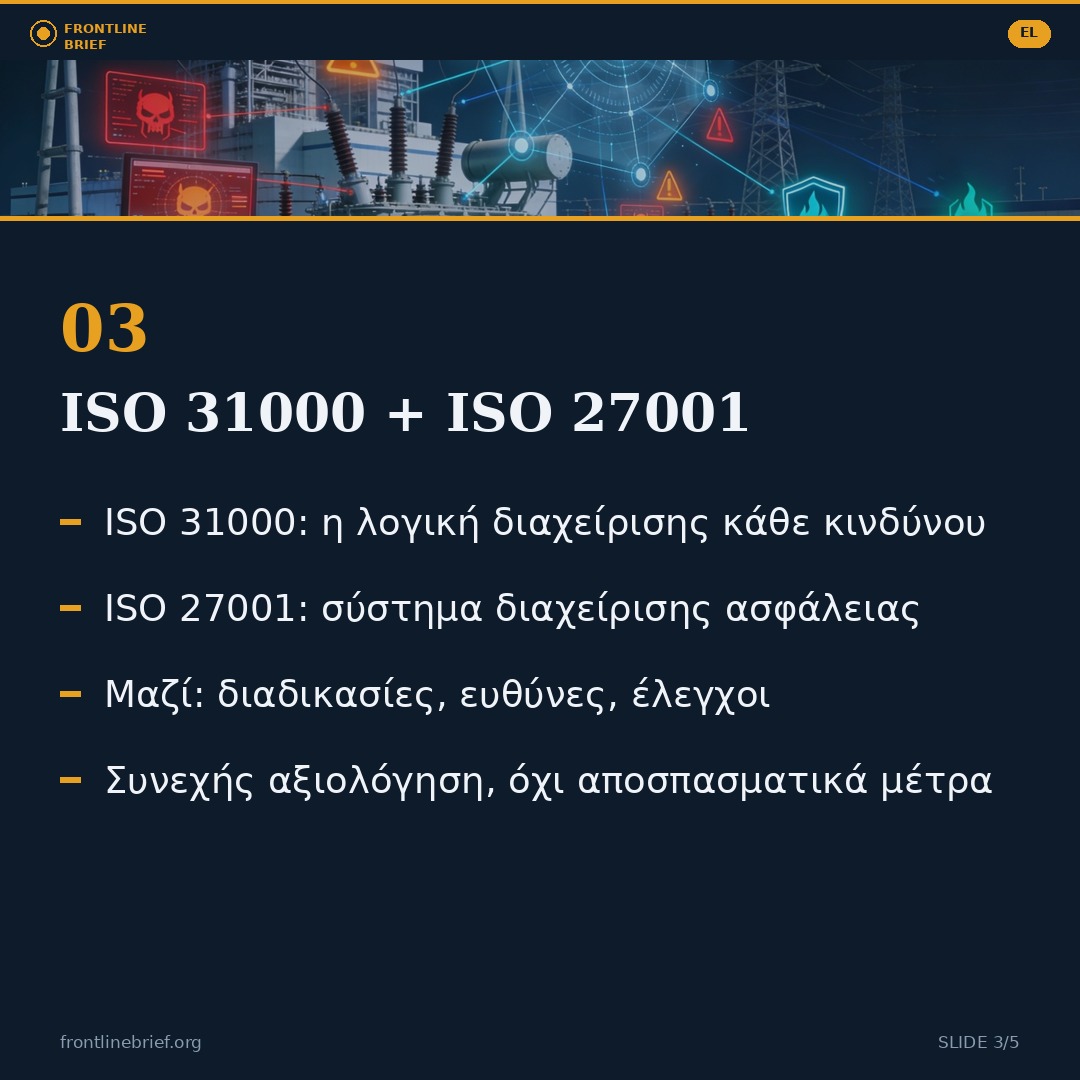 FRONTLINE
BRIEF
EL
03
ISO 31000 + ISO 27001
ISO 31000: η λογική διαχείρισης κάθε κινδύνου
ISO 27001: σύστημα διαχείρισης ασφάλειας
Μαζί: διαδικασίες, ευθύνες, έλεγχοι
Συνεχής αξιολόγηση, όχι αποσπασματικά μέτρα
frontlinebrief.org
SLIDE 3/5